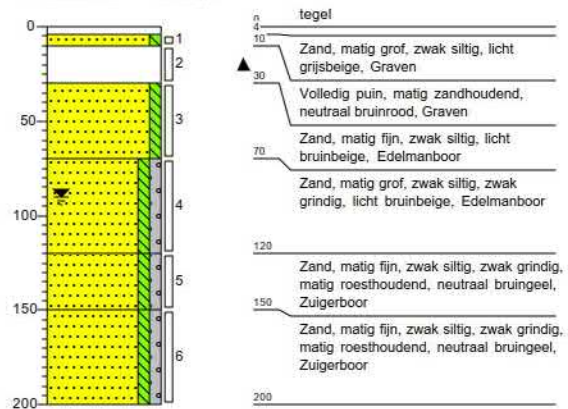 0
50
100
150
200
1
2
3
4
5
6
0
tegel
4
10
Zand, matig grof, zwak siltig, licht
grijsbeige, Graven
30
Volledig puin, matig zandhoudend,
neutraal bruinrood, Graven
Zand, matig fijn, zwak siltig, licht
bruinbeige, Edelmanboor
70
Zand, matig grof, zwak siltig, zwak
grindig, licht bruinbeige, Edelmanboor
120
Zand, matig fijn, zwak siltig, zwak grindig,
matig roesthoudend, neutraal bruingeel,
Zuigerboor
150
Zand, matig fijn, zwak siltig, zwak grindig,
matig roesthoudend, neutraal bruingeel,
Zuigerboor
200